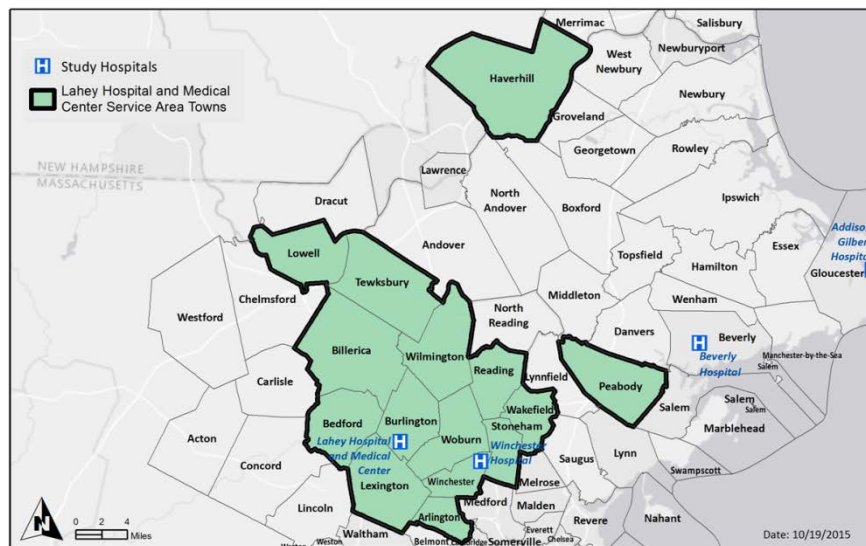 Study Hospitals
Lahey Hospital and Medical
Center Service Area Towns
NEW HAMPSHIRE
MASSACHUSETTS
Merrimac
Salisbury
Newburyport
West
Newbury
Haverhill
Newbury
Groveland
Georgetown
Rowley
Lawrence
Ipswich
Dracut
North
Andover
Boxford
Andover
Essex
Topsfield
Hamilton
Gloucester
Lowell
Tewksbury
Chelmsford
Middleton
Wenham
Westford
North
Reading
Danvers
Beverly
Beverly
Hospital
Manchester-by-the-Sea
Salem
Billerica
Wilmington
Reading
Lynnfield
Peabody
Carlisle
Wakefield
Salem
Salem
Salem
Marblehead
Bedford
Burlington
Stoneham
Woburn
Acton
Lahey Hospital
and Medical
Center
Winchester
Hospital
Lynn
Saugus
Concord
Swampscott
Lexington
Winchester
Melrose
Lincoln
Medford
Malden
Arlington
Revere
Nahant
Everett
Waltham
Weston
Belmont
Somerville
Chelsea
N
0 2 4
Miles
Date: 10/19/2015